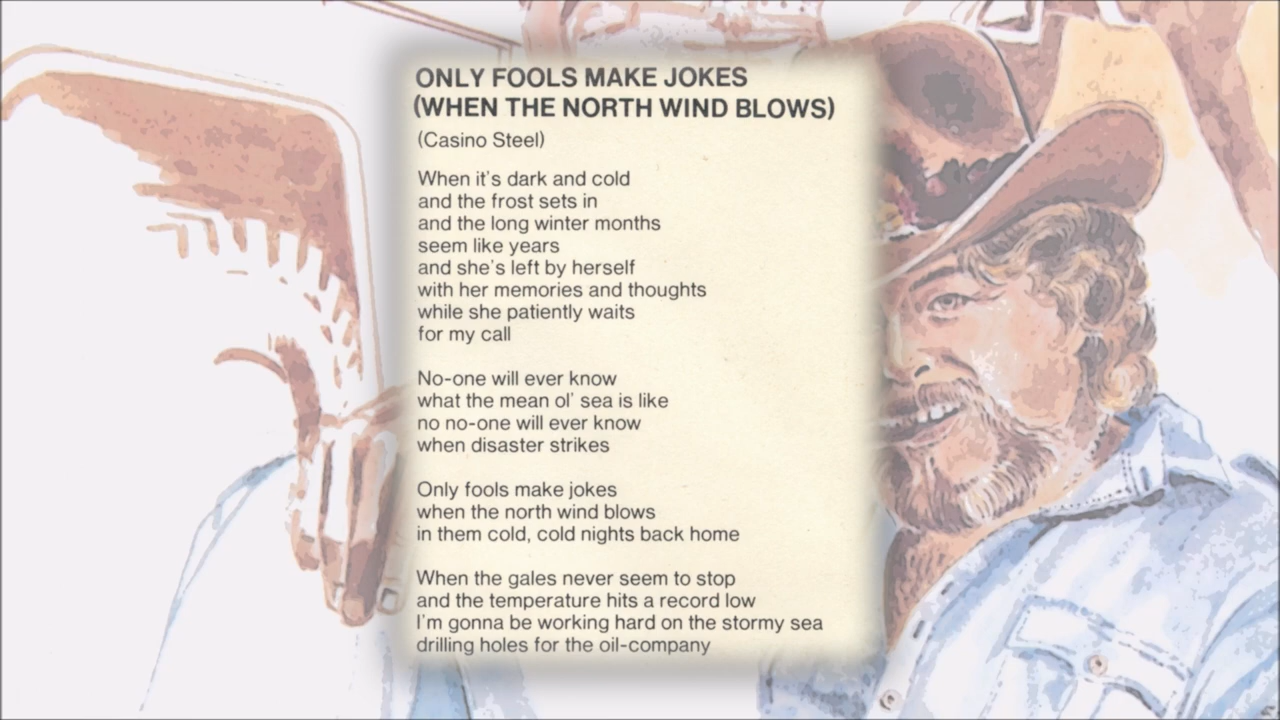 ONLY FOOLS MAKE JOKES
(WHEN THE NORTH WIND BLOWS)
(Casino Steel)
When it's dark and cold
and the frost sets in
and the long winter months
seem like years
and she's left by herself
with her memories and thoughts
while she patiently waits
for my call
No-one will ever know
what the mean ol' sea is like
no no-one will ever know
when disaster strikes
Only fools make jokes
when the north wind blows
in them cold, cold nights back home
When the gales never seem to stop
and the temperature hits a record low
I'm gonna be working hard on the stormy sea
drilling holes for the oil-company